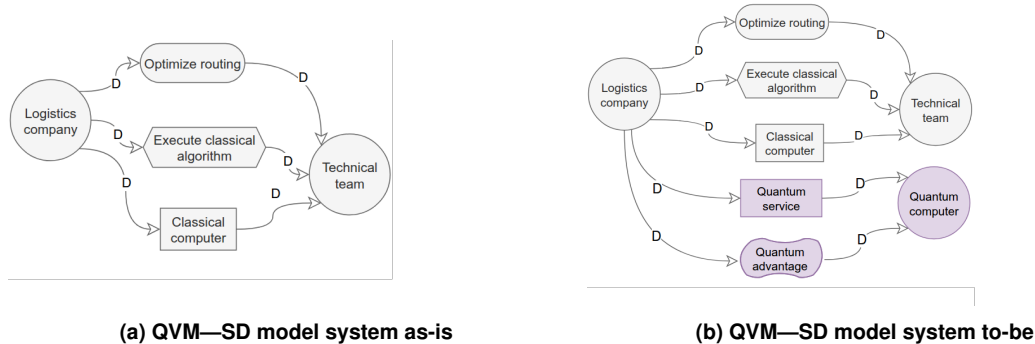 Optimize routing
D
D
Logistics
company
D
Execute classical
algorithm
D
Technical
team
D
D
Classical
computer
(a) QVM—SD model system as-is
Optimize routing
D
D
Logistics
company
D
Execute classical
algorithm
D
Technical
team
D
Classical
computer
D
D
Quantum
service
D
Quantum
computer
D
Quantum
advantage
D
(b) QVM—SD model system to-be